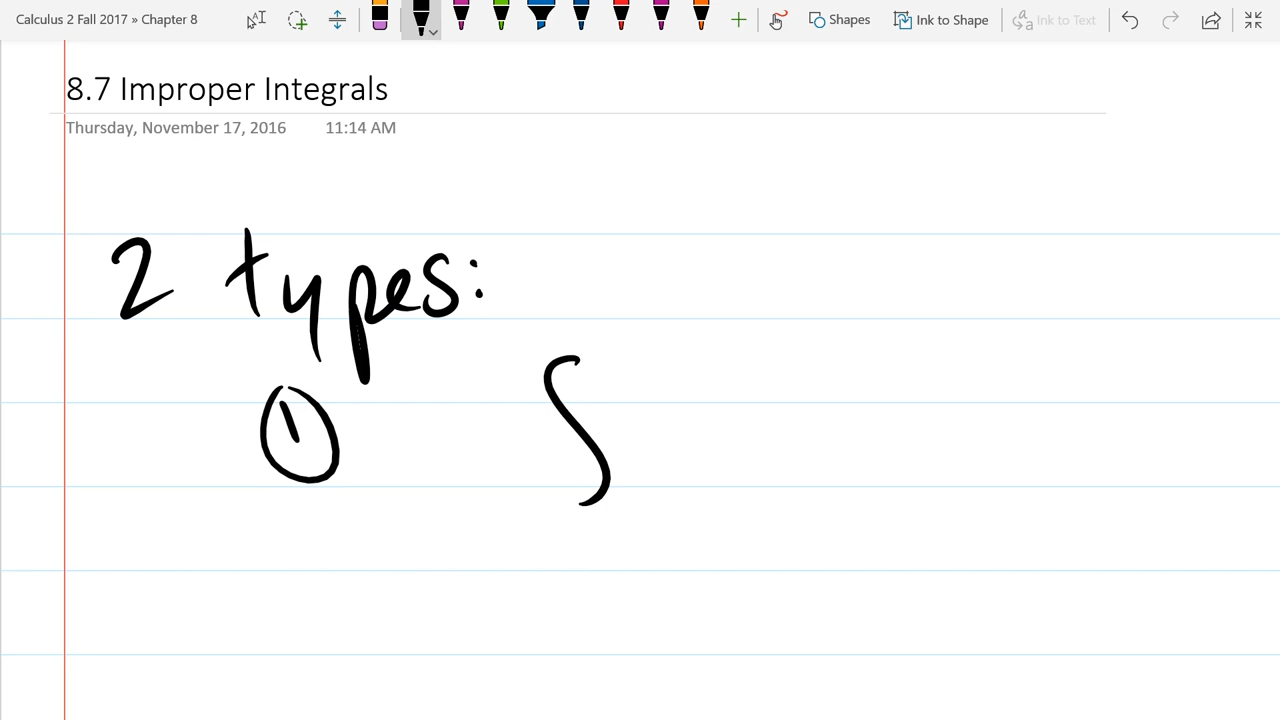 Calculus 2 Fall 2017 » Chapter 8
Shapes
Ink to Shape
Ink to Text
8.7 Improper Integrals
Thursday, November 17, 2016 11:14 AM
2 types:
① ∫